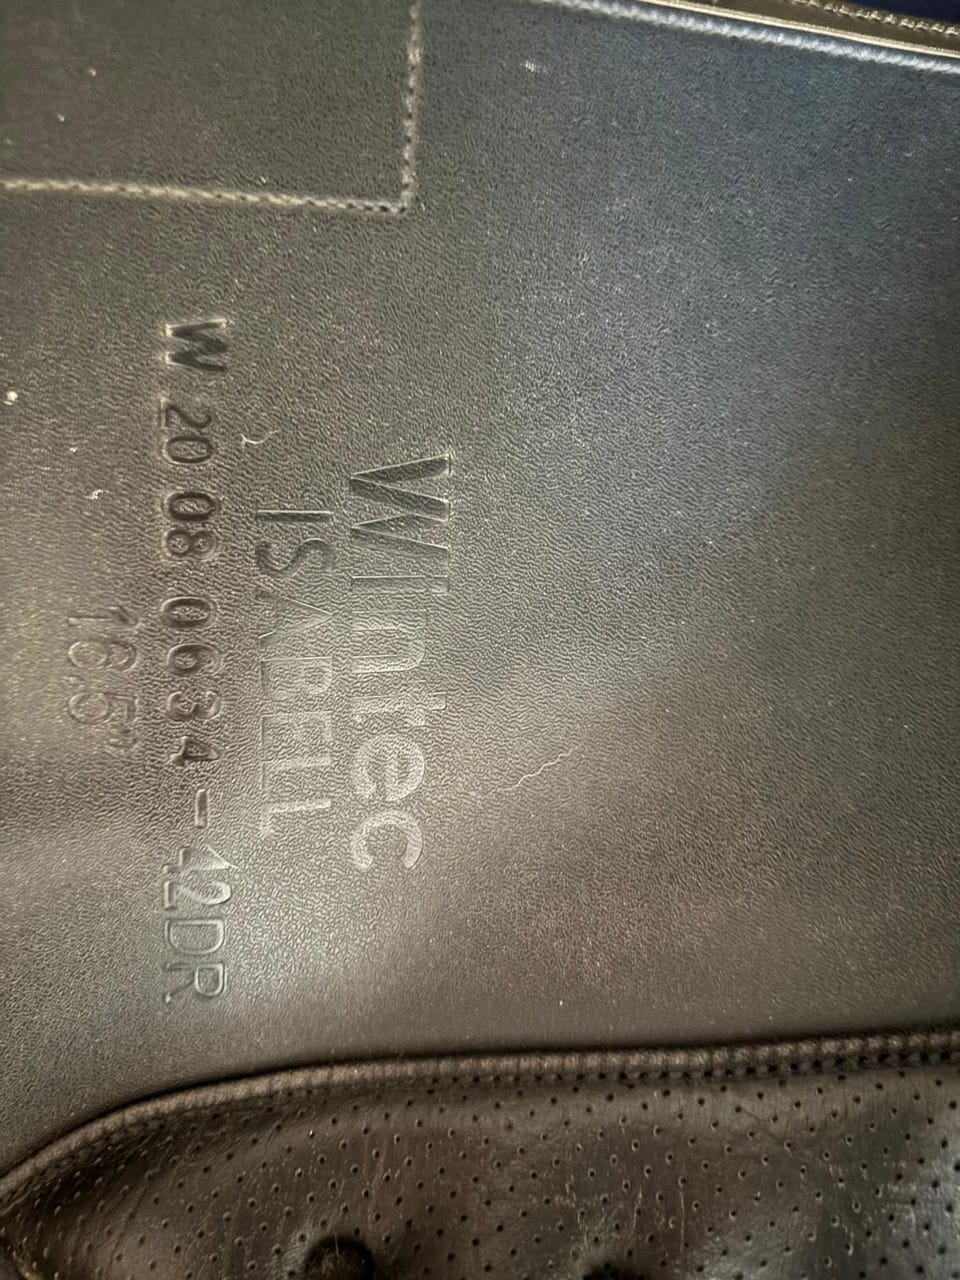 Wintec
ISABELL
W 20 08 0634-42DR
16.5"